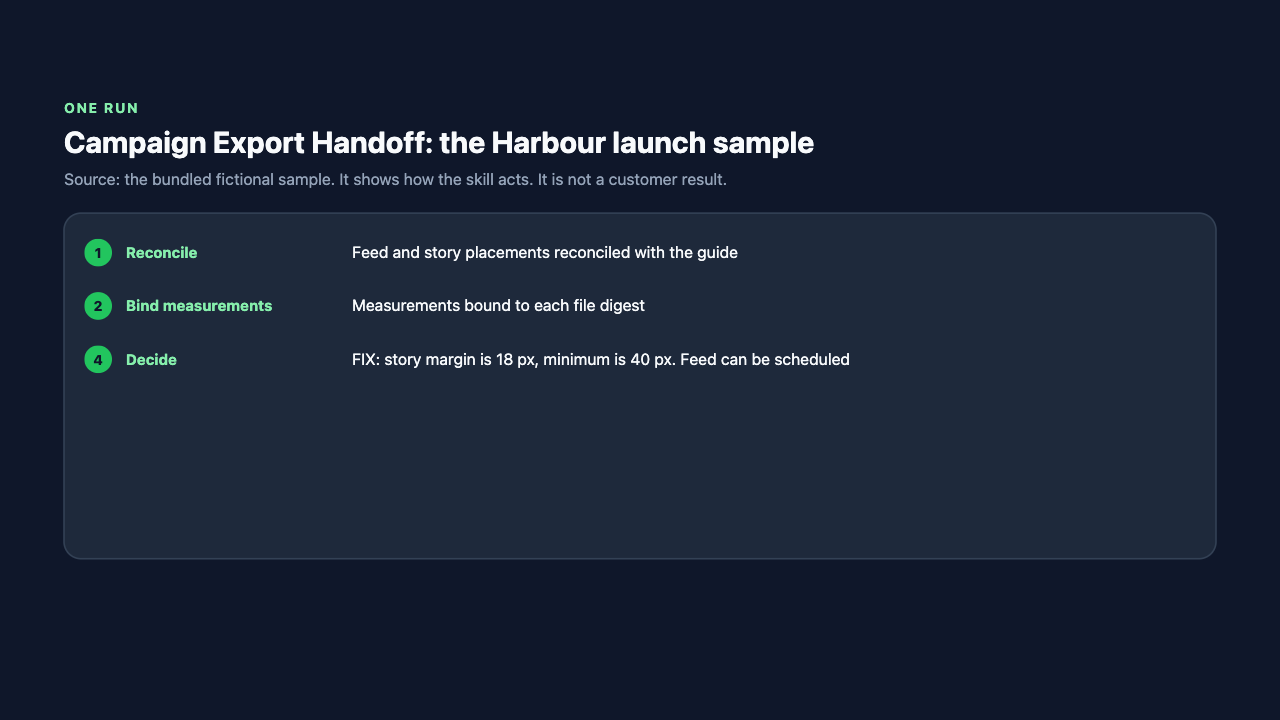 ONE RUN
Campaign Export Handoff: the Harbour launch sample
Source: the bundled fictional sample. It shows how the skill acts. It is not a customer result.
1 Reconcile Feed and story placements reconciled with the guide
2 Bind measurements Measurements bound to each file digest
4 Decide FIX: story margin is 18 px, minimum is 40 px. Feed can be scheduled